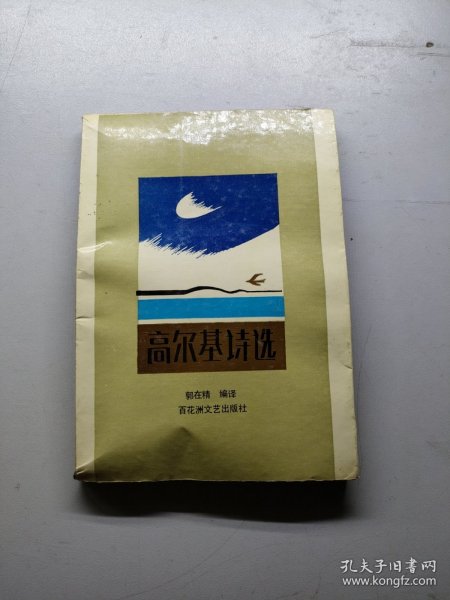 高尔基诗选
郭在精 编译
百花洲文艺出版社
孔夫子旧书网
www.kongfz.com